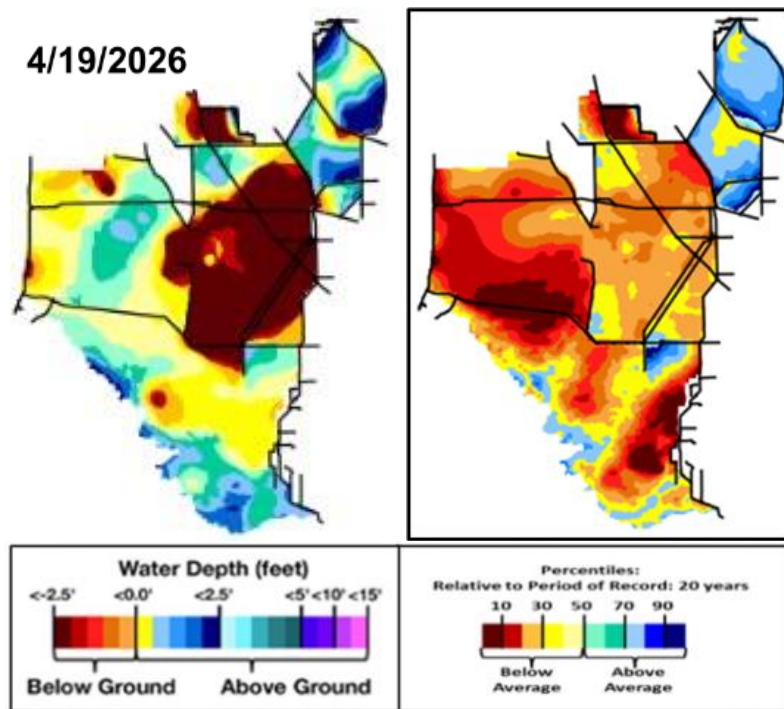 4/19/2026
Water Depth (feet)
<-2.5' <0.0' <2.5' <5' <10' <15'
Below Ground Above Ground
Percentiles:
Relative to Period of Record: 20 years
10 30 50 70 90
Below Average
Above Average